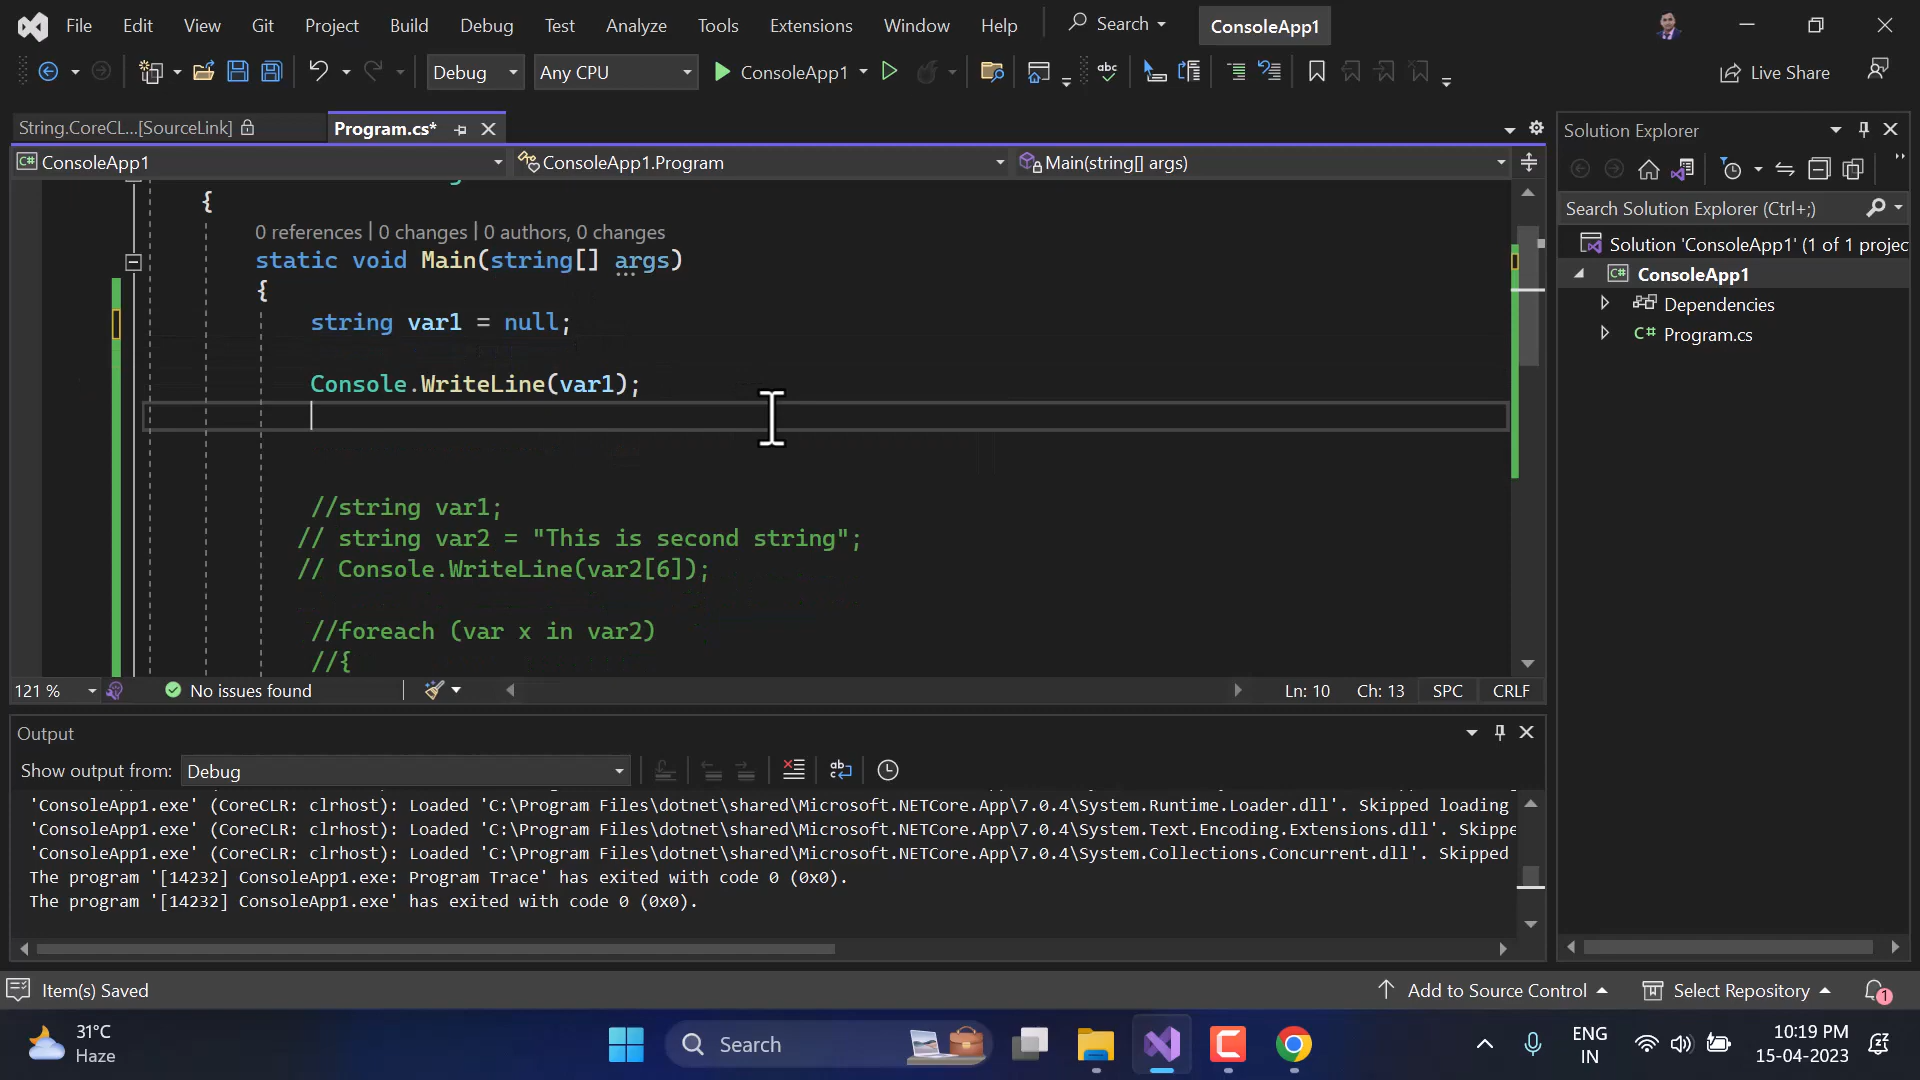 File Edit View Git Project Build Debug Test Analyze Tools Extensions Window Help Search ConsoleApp1
Debug Any CPU ConsoleApp1 abc Live Share
String.CoreCL...[SourceLink] Program.cs*
C# ConsoleApp1 ConsoleApp1.Program Main(string[] args)
{
0 references | 0 changes | 0 authors, 0 changes
static void Main(string[] args)
{
string var1 = null;
Console.WriteLine(var1);
//string var1;
// string var2 = "This is second string";
// Console.WriteLine(var2[6]);
//foreach (var x in var2)
//{
121 % No issues found Ln: 10 Ch: 13 SPC CRLF
Output
Show output from: Debug
'ConsoleApp1.exe' (CoreCLR: clrhost): Loaded 'C:\Program Files\dotnet\shared\Microsoft.NETCore.App\7.0.4\System.Runtime.Loader.dll'. Skipped loading
'ConsoleApp1.exe' (CoreCLR: clrhost): Loaded 'C:\Program Files\dotnet\shared\Microsoft.NETCore.App\7.0.4\System.Text.Encoding.Extensions.dll'. Skippe
'ConsoleApp1.exe' (CoreCLR: clrhost): Loaded 'C:\Program Files\dotnet\shared\Microsoft.NETCore.App\7.0.4\System.Collections.Concurrent.dll'. Skipped
The program '[14232] ConsoleApp1.exe: Program Trace' has exited with code 0 (0x0).
The program '[14232] ConsoleApp1.exe' has exited with code 0 (0x0).
Solution Explorer
Search Solution Explorer (Ctrl+;)
Solution 'ConsoleApp1' (1 of 1 projec
C# ConsoleApp1
Dependencies
C# Program.cs
Item(s) Saved Add to Source Control Select Repository 1
31°C
Haze
Search
ENG
IN
10:19 PM
15-04-2023